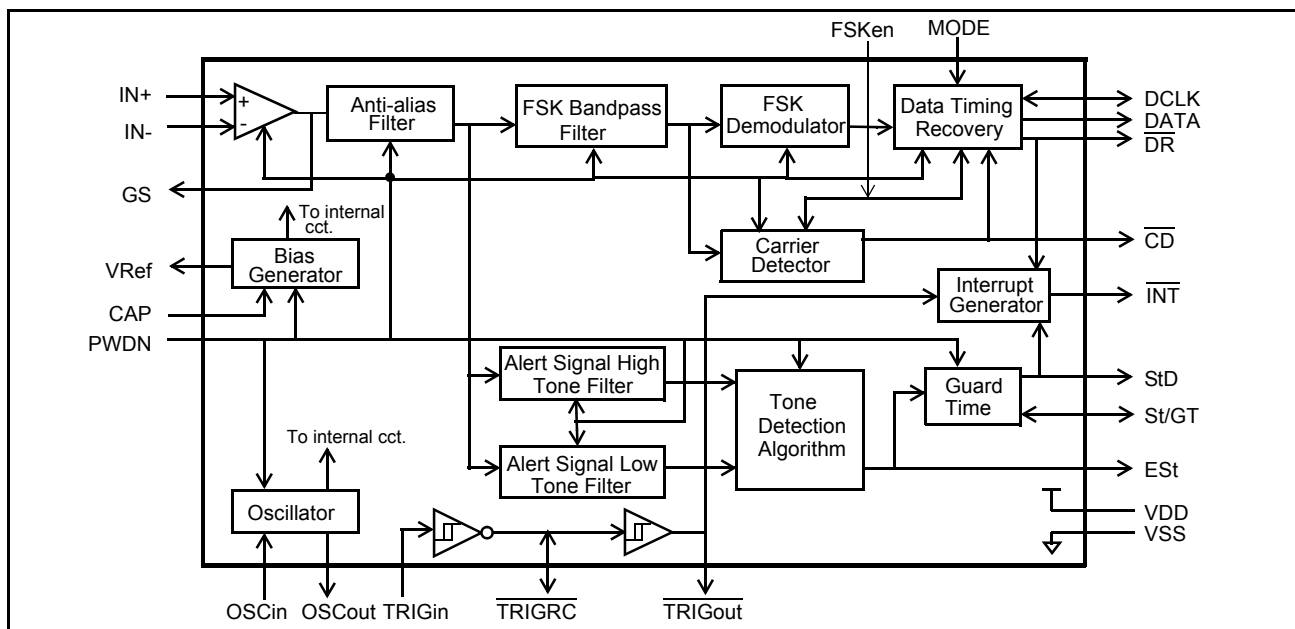 FSKen
MODE
IN+
IN-
+
-
Anti-alias
Filter
FSK Bandpass
Filter
FSK
Demodulator
Data Timing
Recovery
DCLK
DATA
DR
GS
To internal
cct.
Bias
Generator
VRef
CAP
PWDN
Carrier
Detector
CD
Interrupt
Generator
INT
Alert Signal High
Tone Filter
Tone
Detection
Algorithm
Guard
Time
StD
St/GT
To internal cct.
Alert Signal Low
Tone Filter
ESt
Oscillator
VDD
VSS
OSCin
OSCout
TRIGin
TRIGRC
TRIGout